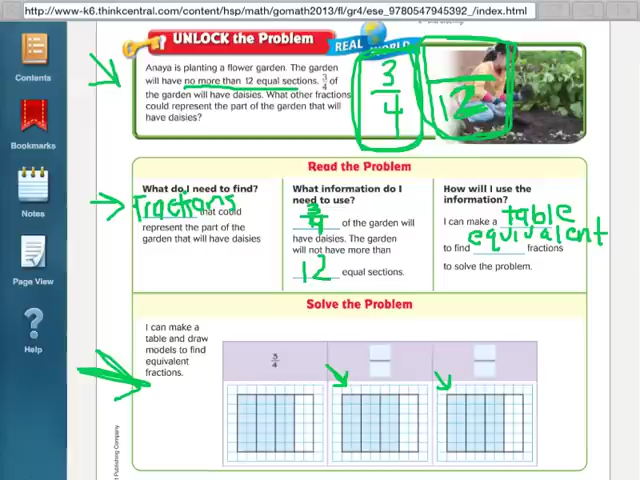 http://www-k6.thinkcentral.com/content/hsp/math/gomath2013/fl/gr4/ese_9780547945392_/index.html
Contents
Bookmarks
Notes
Page View
Help
UNLOCK the Problem
REAL WORLD
Anaya is planting a flower garden. The garden
will have no more than 12 equal sections. 3/4 of
the garden will have daisies. What other fractions
could represent the part of the garden that will
have daisies?
3/4
12
Read the Problem
What do I need to find?
Fractions that could
represent the part of the
garden that will have daisies
What information do I
need to use?
3/4 of the garden will
have daisies. The garden
will not have more than
12 equal sections.
How will I use the
information?
I can make a table
to find equivalent fractions
to solve the problem.
Solve the Problem
I can make a
table and draw
models to find
equivalent
fractions.
3/4
Publishing Company